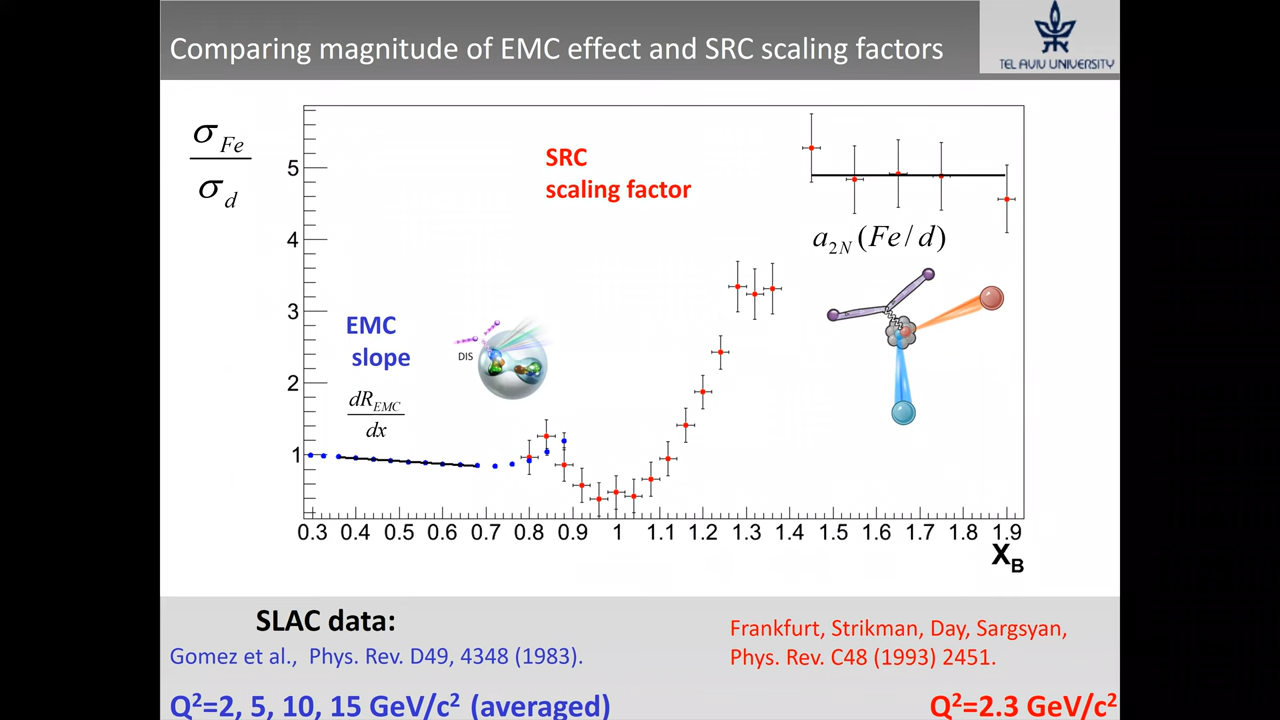 Comparing magnitude of EMC effect and SRC scaling factors
TEL AVIV UNIVERSITY
σ Fe
σ d
SRC
scaling factor
5
4
3
2
1
a2N (Fe / d)
EMC
slope
DIS
dREMC
dx
0.3 0.4 0.5 0.6 0.7 0.8 0.9 1 1.1 1.2 1.3 1.4 1.5 1.6 1.7 1.8 1.9
XB
SLAC data:
Gomez et al., Phys. Rev. D49, 4348 (1983).
Q²=2, 5, 10, 15 GeV/c² (averaged)
Frankfurt, Strikman, Day, Sargsyan,
Phys. Rev. C48 (1993) 2451.
Q²=2.3 GeV/c²